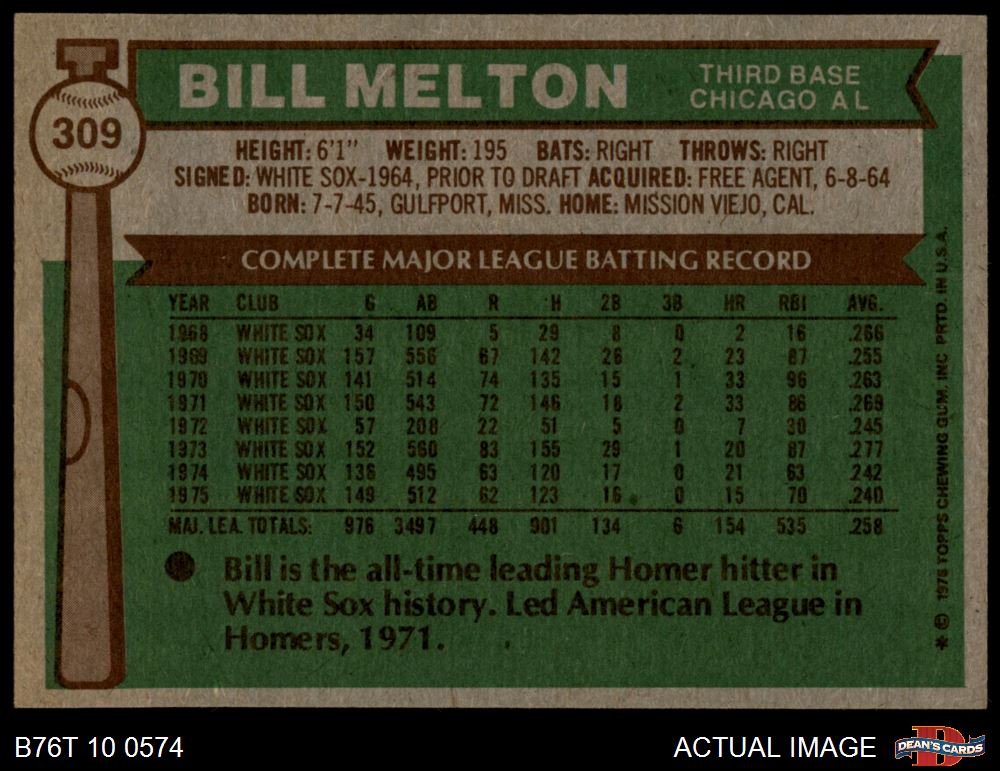 BILL MELTON
THIRD BASE
CHICAGO A L
309
HEIGHT: 6'1" WEIGHT: 195 BATS: RIGHT THROWS: RIGHT
SIGNED: WHITE SOX-1964, PRIOR TO DRAFT ACQUIRED: FREE AGENT, 6-8-64
BORN: 7-7-45, GULFPORT, MISS. HOME: MISSION VIEJO, CAL.
COMPLETE MAJOR LEAGUE BATTING RECORD
YEAR CLUB G AB R H 2B 3B HR RBI AVG.
1968 WHITE SOX 34 109 5 29 8 0 2 16 .266
1969 WHITE SOX 157 556 67 142 26 2 23 87 .255
1970 WHITE SOX 141 514 74 135 15 1 33 96 .263
1971 WHITE SOX 150 543 72 146 18 2 33 86 .269
1972 WHITE SOX 57 208 22 51 5 0 7 30 .245
1973 WHITE SOX 152 560 83 155 29 1 20 87 .277
1974 WHITE SOX 136 495 63 120 17 0 21 63 .242
1975 WHITE SOX 149 512 62 123 16 0 15 70 .240
MAJ. LEA. TOTALS: 976 3497 448 901 134 6 154 535 .258
Bill is the all-time leading Homer hitter in
White Sox history. Led American League in
Homers, 1971.
* © 1976 TOPPS CHEWING GUM, INC PRTD. IN U.S.A.
B76T 10 0574
ACTUAL IMAGE
D
DEAN'S CARDS